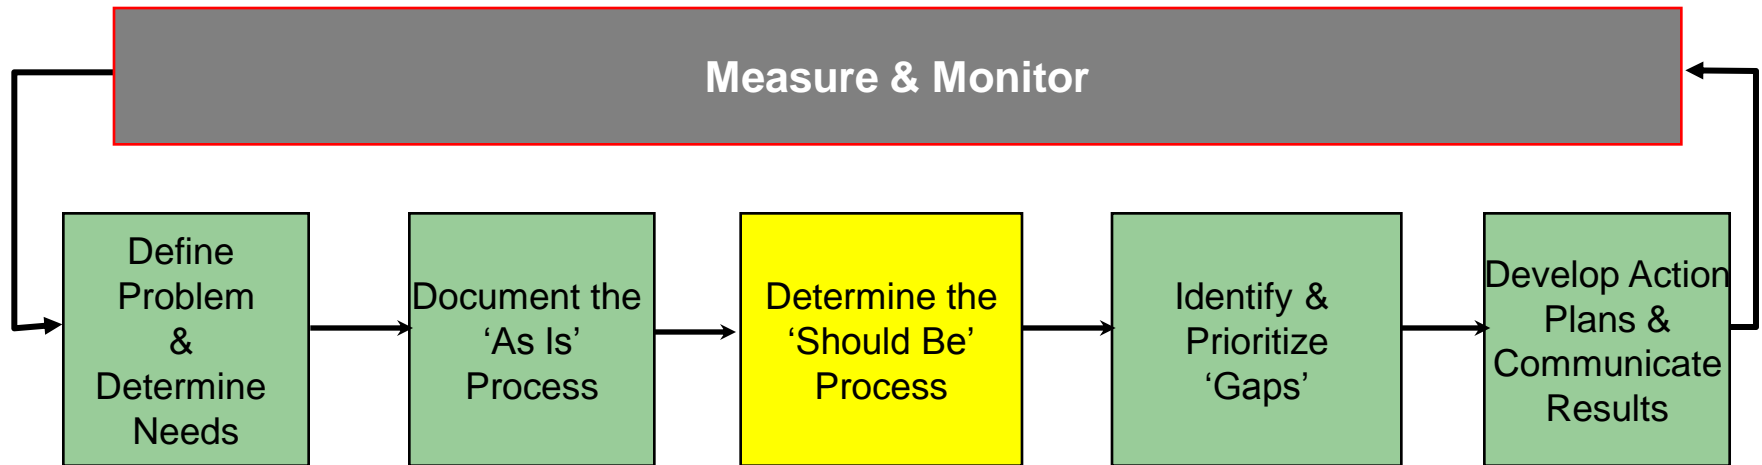 Measure & Monitor
Define
Problem
&
Determine
Needs
Document the
‘As Is’
Process
Determine the
‘Should Be’
Process
Identify &
Prioritize
‘Gaps’
Develop Action
Plans &
Communicate
Results